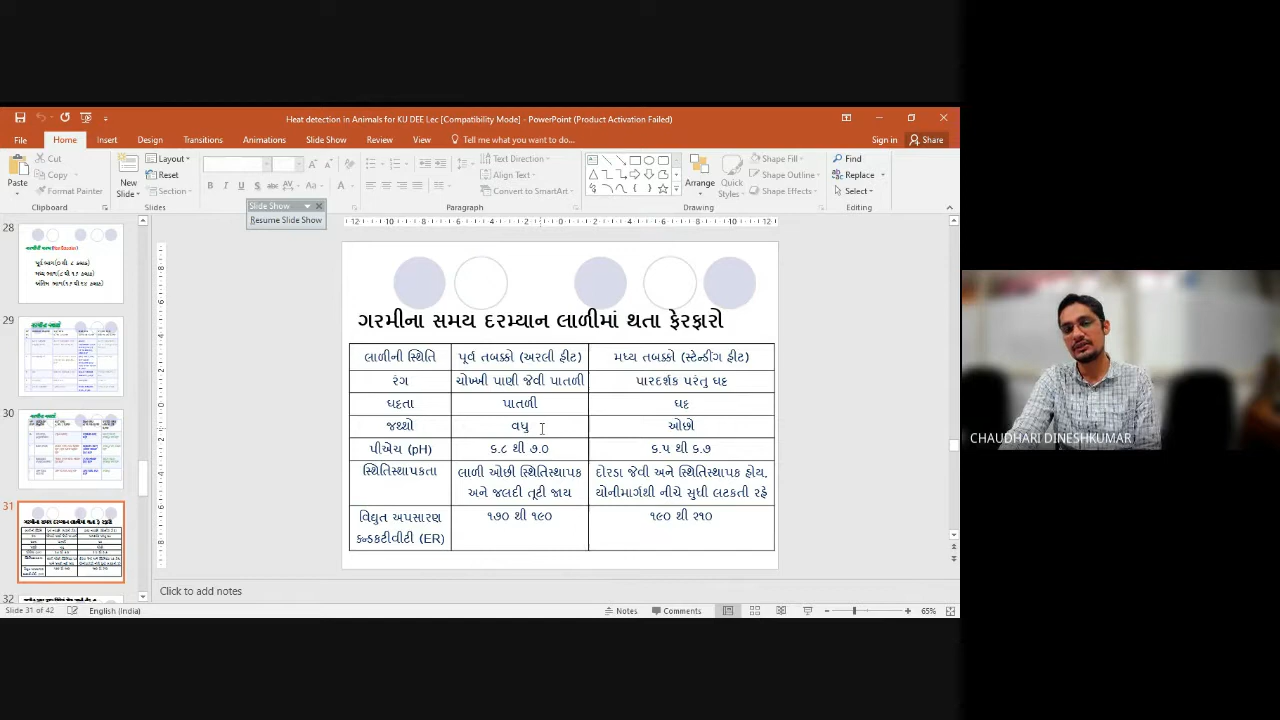 Heat detection in Animals for KU DEE Lec [Compatibility Mode] - PowerPoint (Product Activation Failed)
File Home Insert Design Transitions Animations Slide Show Review View Tell me what you want to do... Sign in Share
Paste Cut Copy Format Painter
Clipboard
New Slide Layout Reset Section
Slides
Slide Show
Resume Slide Show
Text Direction
Align Text
Convert to SmartArt
Paragraph
Arrange Quick Styles Shape Fill Shape Outline Shape Effects
Drawing
Find
Replace
Select
Editing
28
29
30
31
32
ગરમીના સમય દરમ્યાન લાળીમાં થતા ફેરફારો
લાળીની સ્થિતિ પૂર્વ તબક્કો (અરલી હીટ) મધ્ય તબક્કો (સ્ટેન્ડીંગ હીટ)
રંગ ચોખ્ખી પાણી જેવી પાતળી પારદર્શક પરંતુ ઘટ્ટ
ઘટ્ટતા પાતળી ઘટ્ટ
જથ્થો વધુ ઓછો
પીએચ (pH) ૬.૮ થી ૭.૦ ૬.૫ થી ૬.૭
સ્થિતિસ્થાપકતા લાળી ઓછી સ્થિતિસ્થાપક અને જલદી તૂટી જાય દોરડા જેવી અને સ્થિતિસ્થાપક હોય, યોનીમાર્ગથી નીચે સુધી લટકતી રહે
વિદ્યુત અપસારણ કન્ડકટીવીટી (ER) ૧૭૦ થી ૧૯૦ ૧૯૦ થી ૨૧૦
Click to add notes
Slide 31 of 42 English (India) Notes Comments 65%
CHAUDHARI DINESHKUMAR